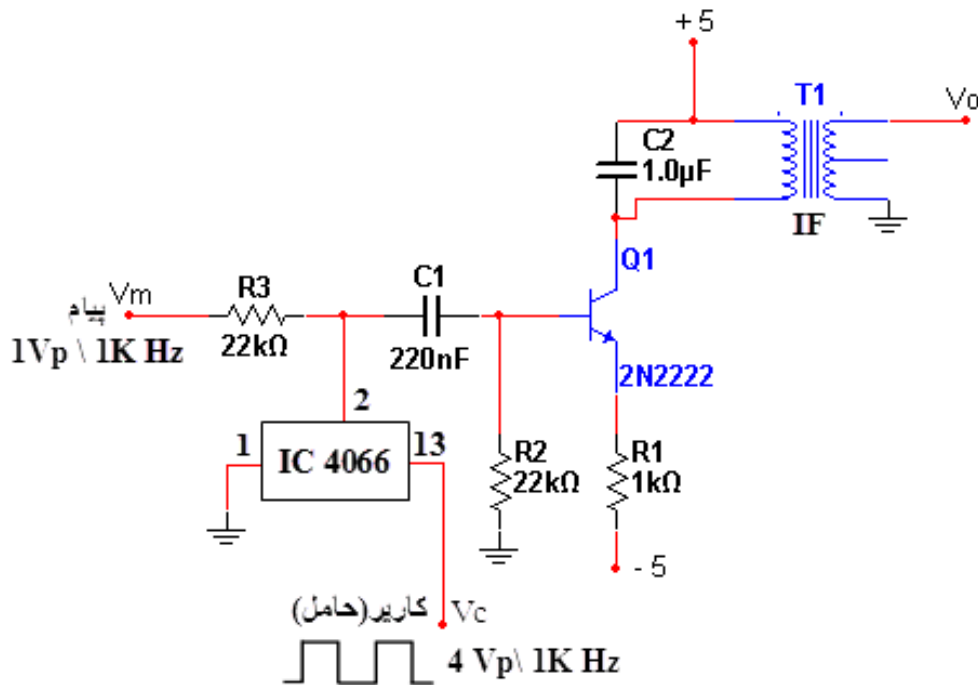 + 5
T1
Vo
C2
1.0µF
IF
Q1
C1
R3
Vm
پیام
22kΩ
220nF
1Vp \ 1K Hz
2N2222
2
1
IC 4066
13
R2
22kΩ
R1
1kΩ
- 5
کاریر(حامل)
Vc
4 Vp\ 1K Hz